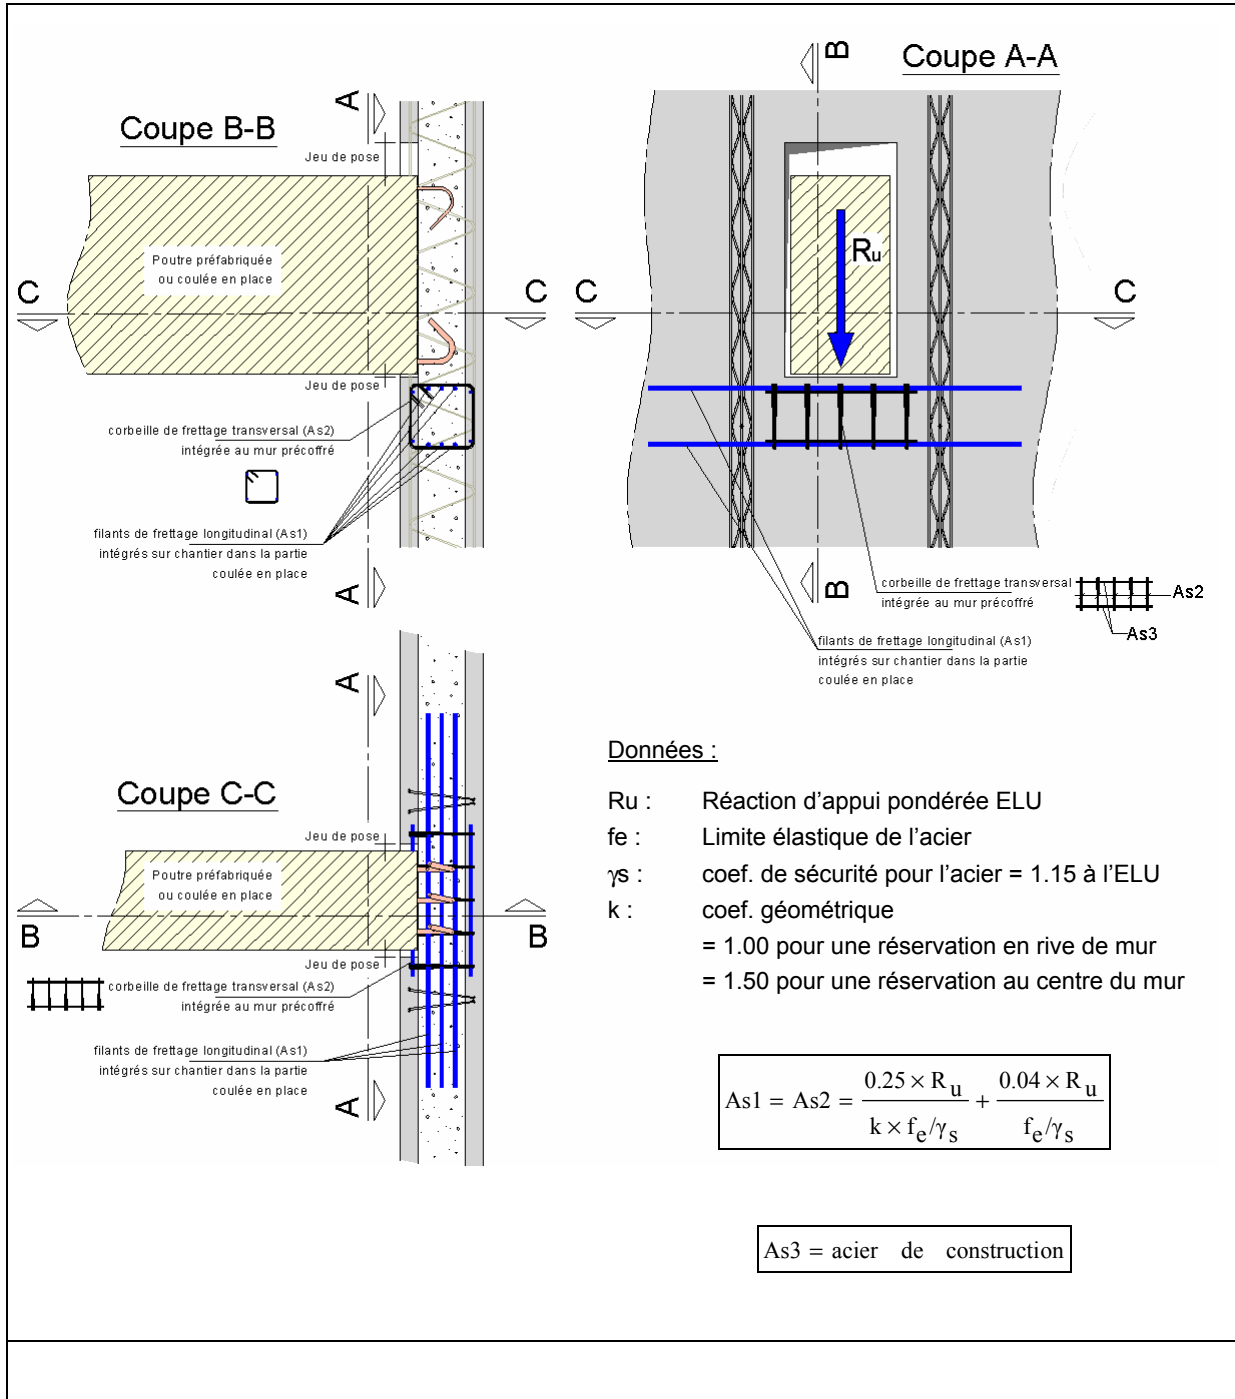 Coupe A-A
B
A
Coupe B-B
Jeu de pose
Poutre préfabriquée
ou coulée en place
Ru
C
C
C
C
Jeu de pose
corbeille de frettage transversal (As2)
intégrée au mur précoffré
filants de frettage longitudinal (As1)
intégrés sur chantier dans la partie
coulée en place
A
B
corbeille de frettage transversal
intégrée au mur précoffré
As2
As3
filants de frettage longitudinal (As1)
intégrés sur chantier dans la partie
coulée en place
A
Coupe C-C
Jeu de pose
Poutre préfabriquée
ou coulée en place
B
B
Jeu de pose
corbeille de frettage transversal (As2)
intégrée au mur précoffré
filants de frettage longitudinal (As1)
intégrés sur chantier dans la partie
coulée en place
A
Données :
Ru : Réaction d'appui pondérée ELU
fe : Limite élastique de l'acier
γs : coef. de sécurité pour l'acier = 1.15 à l'ELU
k : coef. géométrique
= 1.00 pour une réservation en rive de mur
= 1.50 pour une réservation au centre du mur
As1 = As2 = (0.25 × Ru)/(k × fe/γs) + (0.04 × Ru)/(fe/γs)
As3 = acier de construction